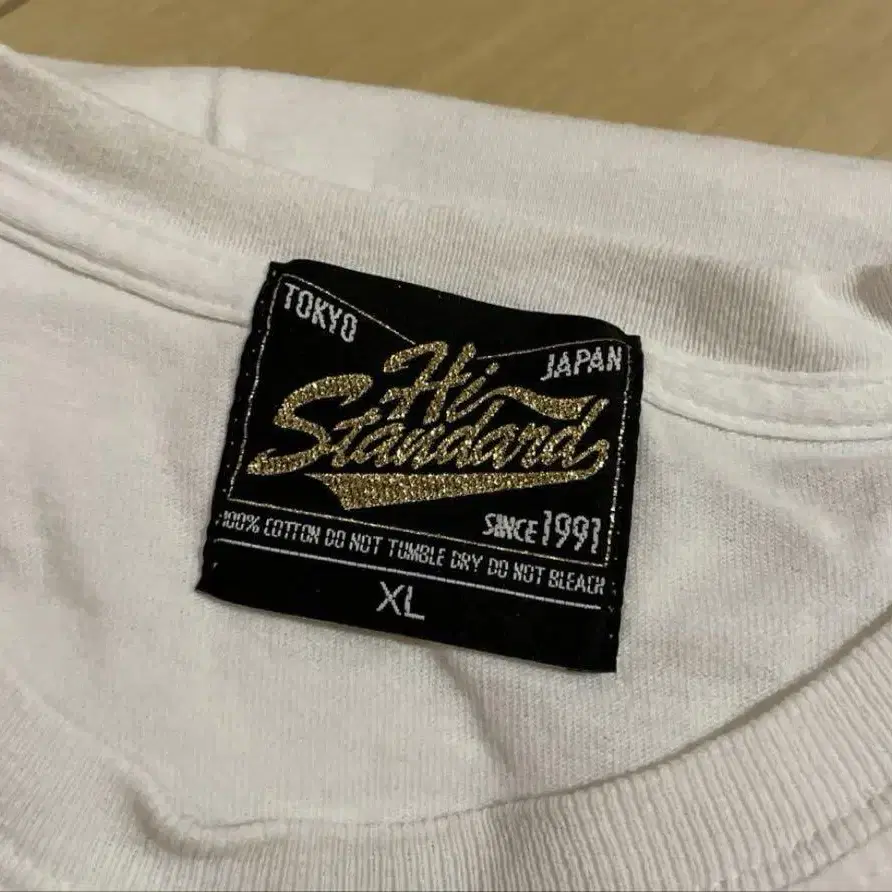 TOKYO
JAPAN
Hi-
Standard
SINCE 1991
100% COTTON DO NOT TUMBLE DRY DO NOT BLEACH
XL